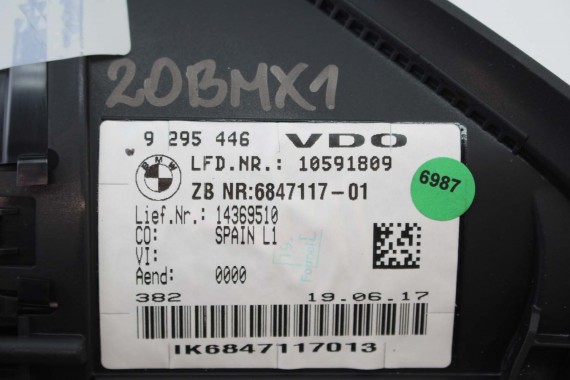 20BMX1
9 295 446 VDO
BMW
LFD.NR.: 10591809
ZB NR:6847117-01
6987
Lief.Nr.: 14369510
CO: SPAIN L1
VI:
Aend: 0000
382 19.06.17
IK6847117013